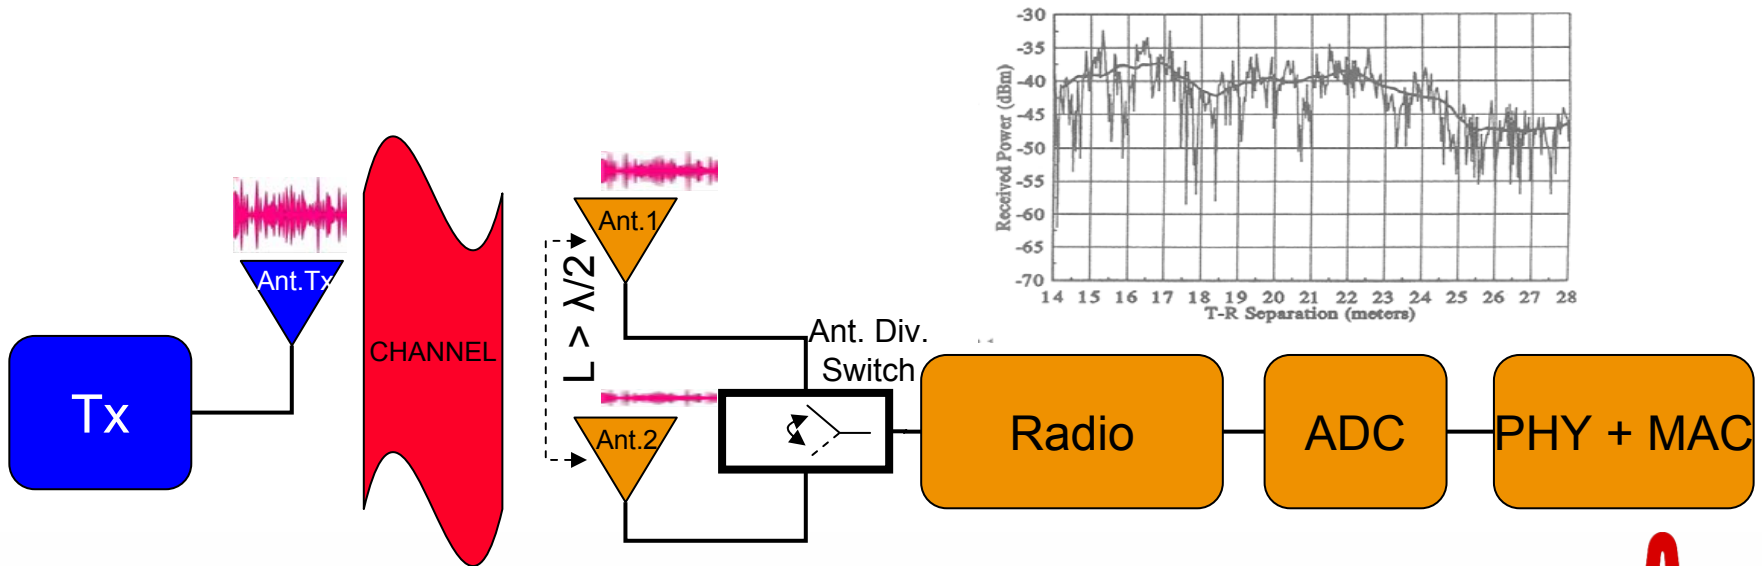 -30
-35
-40
-45
-50
-55
-60
-65
-70
Received Power (dBm)
14 15 16 17 18 19 20 21 22 23 24 25 26 27 28
T-R Separation (meters)
Ant.Tx
Tx
CHANNEL
Ant.1
L > λ/2
Ant.2
Ant. Div.
Switch
Radio
ADC
PHY + MAC